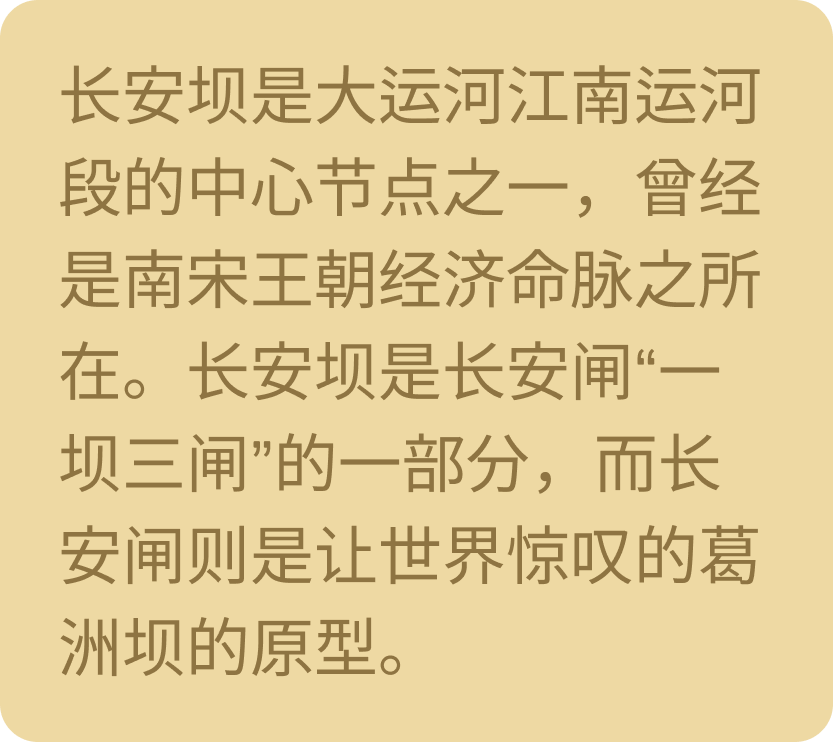 长安坝是大运河江南运河
段的中心节点之一，曾经
是南宋王朝经济命脉之所
在。长安坝是长安闸“一
坝三闸”的一部分，而长
安闸则是让世界惊叹的葛
洲坝的原型。